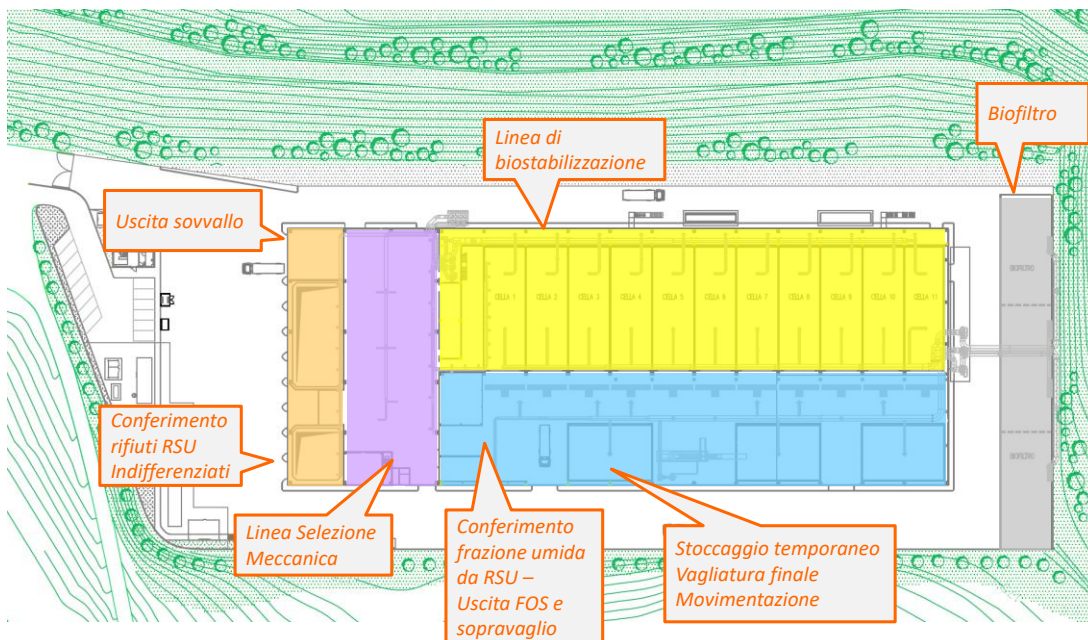 Biofiltro
Linea di
biostabilizzazione
Uscita sovvallo
CELLA 1
CELLA 2
CELLA 3
CELLA 4
CELLA 5
CELLA 6
CELLA 7
CELLA 8
CELLA 9
CELLA 10
CELLA 11
BIOFILTRO
BIOFILTRO
Conferimento
rifiuti RSU
Indifferenziati
Linea Selezione
Meccanica
Conferimento
frazione umida
da RSU –
Uscita FOS e
sopravaglio
Stoccaggio temporaneo
Vagliatura finale
Movimentazione